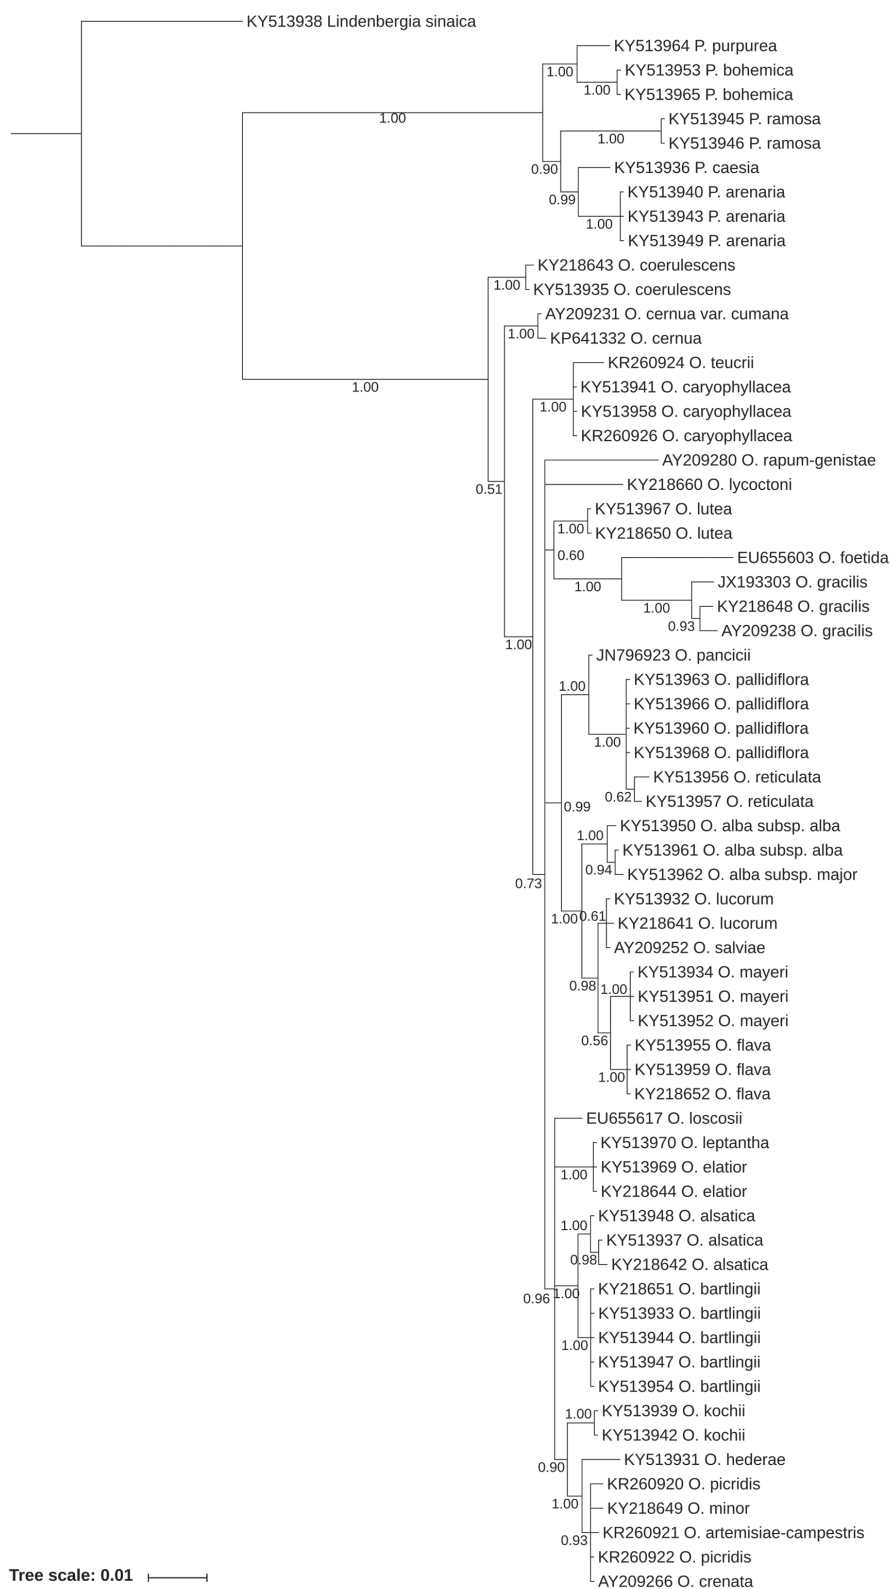 KY513938 Lindenbergia sinaica
KY513964 P. purpurea
1.00
KY513953 P. bohemica
1.00
KY513965 P. bohemica
1.00
KY513945 P. ramosa
1.00
KY513946 P. ramosa
0.90
KY513936 P. caesia
0.99
KY513940 P. arenaria
1.00
KY513943 P. arenaria
KY513949 P. arenaria
KY218643 O. coerulescens
1.00
KY513935 O. coerulescens
AY209231 O. cernua var. cumana
1.00
KP641332 O. cernua
KR260924 O. teucrii
1.00
KY513941 O. caryophyllacea
1.00
KY513958 O. caryophyllacea
KR260926 O. caryophyllacea
AY209280 O. rapum-genistae
0.51
KY218660 O. lycoctoni
KY513967 O. lutea
1.00
KY218650 O. lutea
0.60
EU655603 O. foetida
1.00
JX193303 O. gracilis
1.00
KY218648 O. gracilis
0.93
AY209238 O. gracilis
1.00
JN796923 O. pancicii
1.00
KY513963 O. pallidiflora
KY513966 O. pallidiflora
KY513960 O. pallidiflora
1.00
KY513968 O. pallidiflora
KY513956 O. reticulata
0.62
KY513957 O. reticulata
0.99
KY513950 O. alba subsp. alba
1.00
KY513961 O. alba subsp. alba
0.94
KY513962 O. alba subsp. major
0.73
KY513932 O. lucorum
1.00
0.61
KY218641 O. lucorum
AY209252 O. salviae
KY513934 O. mayeri
0.98
1.00
KY513951 O. mayeri
KY513952 O. mayeri
0.56
KY513955 O. flava
KY513959 O. flava
1.00
KY218652 O. flava
EU655617 O. loscosii
KY513970 O. leptantha
KY513969 O. elatior
1.00
KY218644 O. elatior
KY513948 O. alsatica
1.00
KY513937 O. alsatica
0.98
KY218642 O. alsatica
KY218651 O. bartlingii
0.96
1.00
KY513933 O. bartlingii
KY513944 O. bartlingii
1.00
KY513947 O. bartlingii
KY513954 O. bartlingii
KY513939 O. kochii
1.00
KY513942 O. kochii
KY513931 O. hederae
0.90
KR260920 O. picridis
1.00
KY218649 O. minor
KR260921 O. artemisiae-campestris
0.93
KR260922 O. picridis
AY209266 O. crenata
Tree scale: 0.01